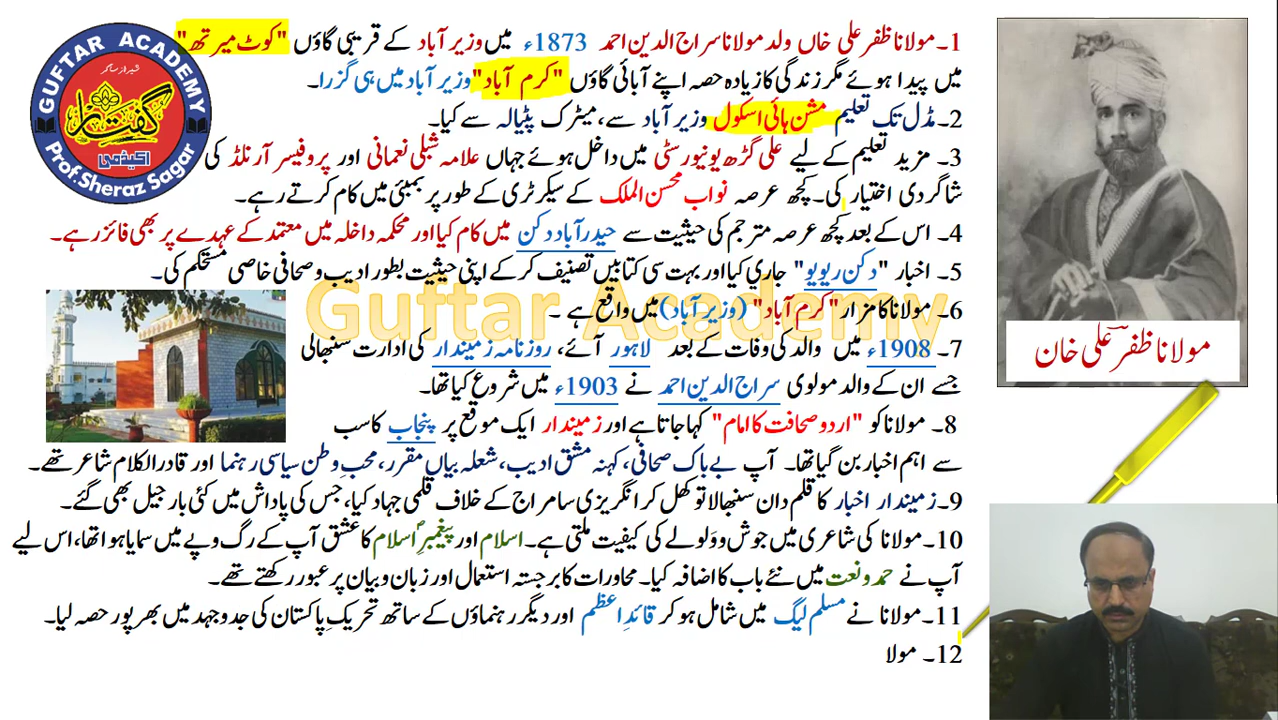 1۔مولانا ظفر علی خاں ولد مولانا سراج الدین احمد 1873ء میں وزیر آباد کے قریبی گاؤں "کوٹ میرتھ"
میں پیدا ہوئے مگر زندگی کا زیادہ حصہ اپنے آبائی گاؤں "کرم آباد" وزیر آباد میں ہی گزرا۔
2۔مڈل تک تعلیم مشن ہائی اسکول وزیر آباد سے، میٹرک پٹیالہ سے کیا۔
3۔ مزید تعلیم کے لیے علی گڑھ یونیورسٹی میں داخل ہوئے جہاں علامہ شبلی نعمانی اور پروفیسر آرنلڈ کی
شاگردی اختیار کی۔ کچھ عرصہ نواب محسن الملک کے سیکرٹری کے طور پر بمبئی میں کام کرتے رہے۔
4۔ اس کے بعد کچھ عرصہ مترجم کی حیثیت سے حیدر آباد دکن میں کام کیا اور محکمہ داخلہ میں معتمد کے عہدے پر بھی فائز رہے۔
5۔ اخبار "دکن ریویو" جاری کیا اور بہت سی کتابیں تصنیف کر کے اپنی حیثیت بطور ادیب و صحافی خاصی مستحکم کی۔
6۔ مولانا کا مزار "کرم آباد" (وزیر آباد) میں واقع ہے ۔
7۔ 1908ء میں والد کی وفات کے بعد لاہور آئے، روزنامہ زمیندار کی ادارت سنبھالی
جسے ان کے والد مولوی سراج الدین احمد نے 1903ء میں شروع کیا تھا۔
8۔ مولانا کو "اردو صحافت کا امام" کہا جاتا ہے اور زمیندار ایک موقع پر پنجاب کا سب
سے اہم اخبار بن گیا تھا۔ آپ بے باک صحافی، کہنہ مشق ادیب، شعلہ بیاں مقرر، محب وطن سیاسی رہنما اور قادر الکلام شاعر تھے۔
9۔ زمیندار اخبار کا قلم دان سنبھالا تو کھل کر انگریزی سامراج کے خلاف قلمی جہاد کیا، جس کی پاداش میں کئی بار جیل بھی گئے۔
10۔مولانا کی شاعری میں جوش و ولولے کی کیفیت ملتی ہے۔ اسلام اور پیغمبرِ اسلام کا عشق آپ کے رگ و پے میں سمایا ہوا تھا، اس لیے
آپ نے حمد و نعت میں نئے باب کا اضافہ کیا۔ محاورات کا برجستہ استعمال اور زبان و بیان پر عبور رکھتے تھے۔
11۔مولانا نے مسلم لیگ میں شامل ہو کر قائدِ اعظم اور دیگر رہنماؤں کے ساتھ تحریکِ پاکستان کی جدوجہد میں بھرپور حصہ لیا۔
12۔ مولا
مولانا ظفر علی خان
GUFTAR ACADEMY
شیراز ساگر
گفتار
اکیڈمی
Prof.Sheraz Sagar
Guftar Academy